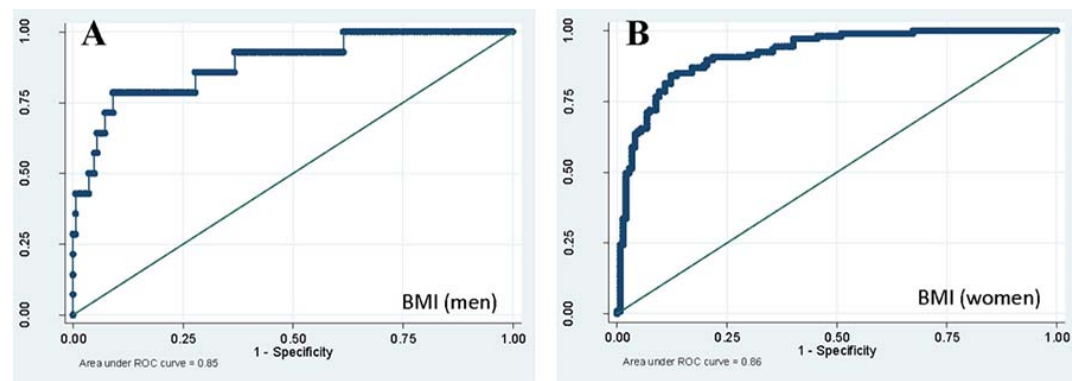 A
1.00
0.75
0.50
0.25
0.00
BMI (men)
0.00 0.25 0.50 0.75 1.00
1 - Specificity
Area under ROC curve = 0.85
B
1.00
0.75
0.50
0.25
0.00
BMI (women)
0.00 0.25 0.50 0.75 1.00
1 - Specificity
Area under ROC curve = 0.86